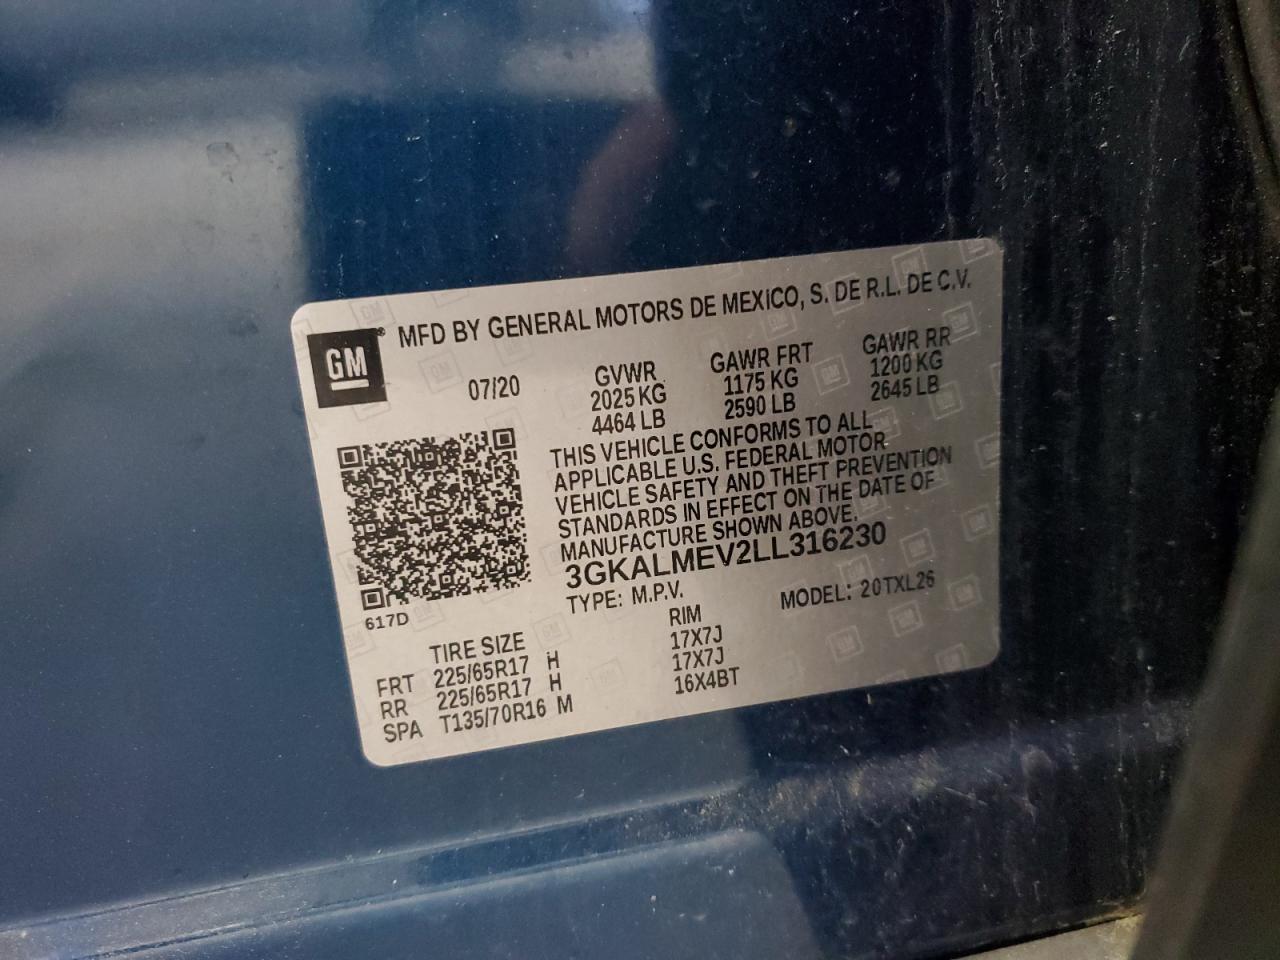 GM
® MFD BY GENERAL MOTORS DE MEXICO, S. DE R.L. DE C.V.
07/20
GVWR
2025 KG
4464 LB
GAWR FRT
1175 KG
2590 LB
GAWR RR
1200 KG
2645 LB
THIS VEHICLE CONFORMS TO ALL
APPLICABLE U.S. FEDERAL MOTOR
VEHICLE SAFETY AND THEFT PREVENTION
STANDARDS IN EFFECT ON THE DATE OF
MANUFACTURE SHOWN ABOVE.
3GKALMEV2LL316230
TYPE: M.P.V. MODEL: 20TXL26
617D
TIRE SIZE RIM
FRT 225/65R17 H 17X7J
RR 225/65R17 H 17X7J
SPA T135/70R16 M 16X4BT